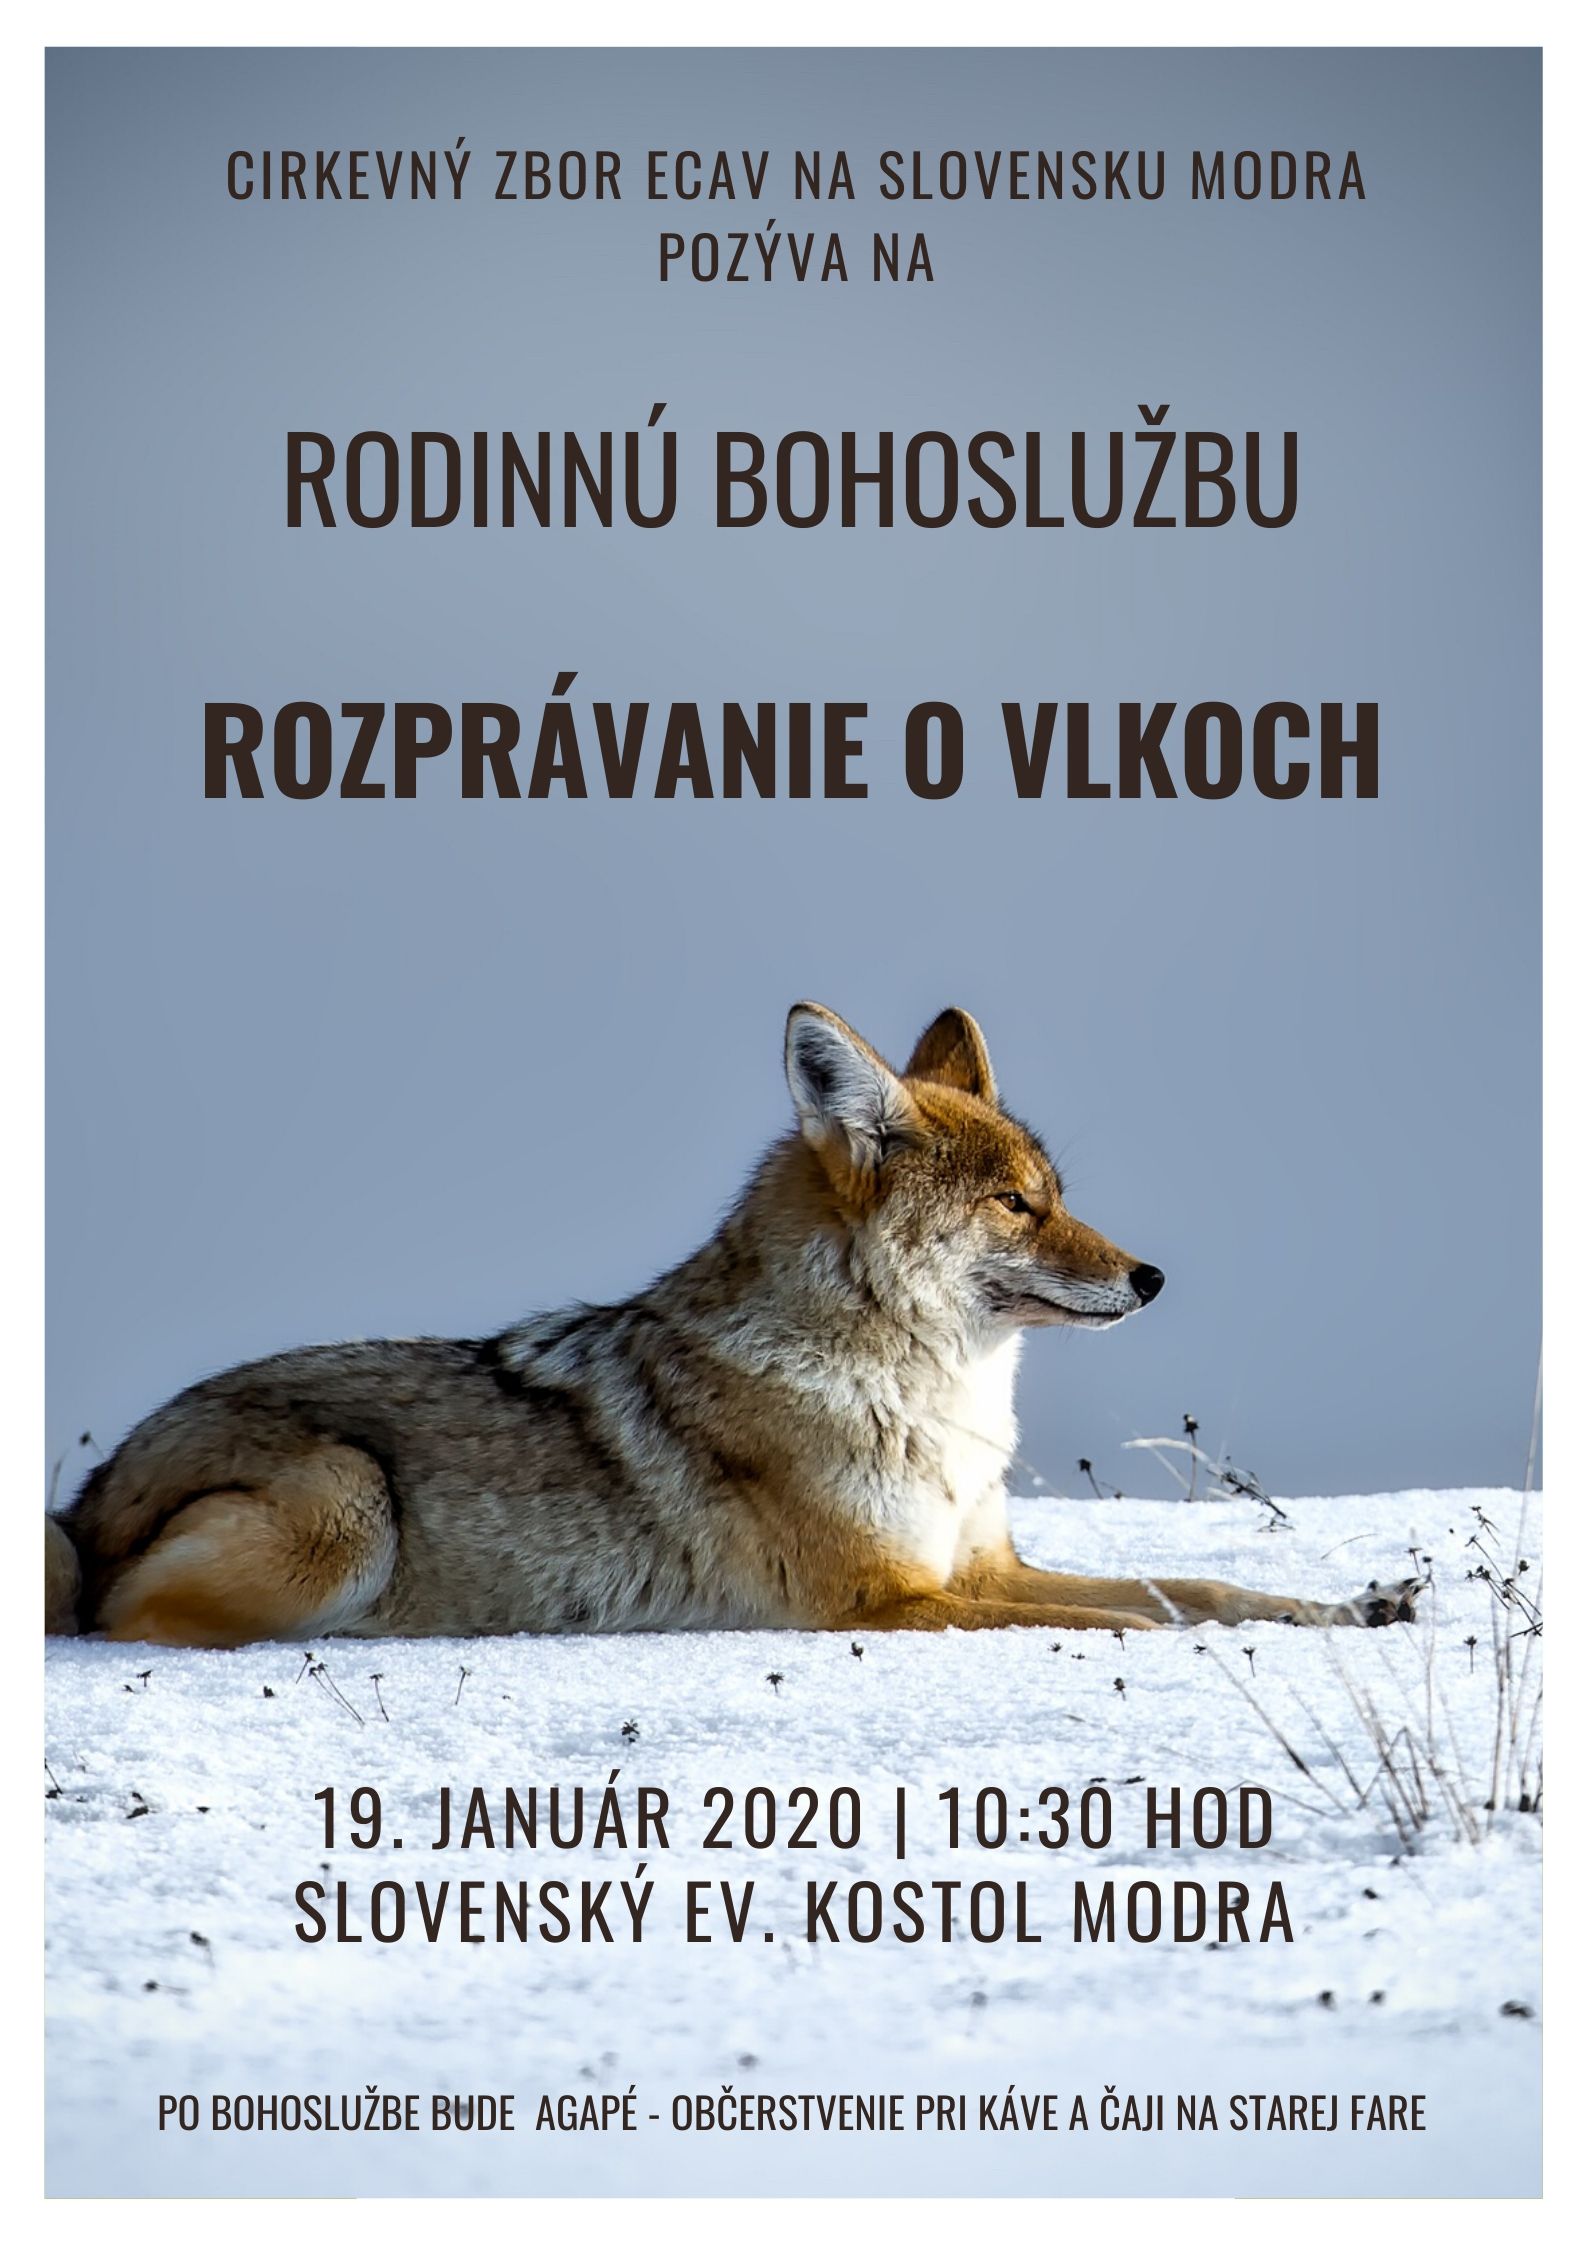 CIRKEVNÝ ZBOR ECAV NA SLOVENSKU MODRA
POZÝVA NA
RODINNÚ BOHOSLUŽBU
ROZPRÁVANIE O VLKOCH
19. JANUÁR 2020 | 10:30 HOD
SLOVENSKÝ EV. KOSTOL MODRA
PO BOHOSLUŽBE BUDE AGAPÉ - OBČERSTVENIE PRI KÁVE A ČAJI NA STAREJ FARE